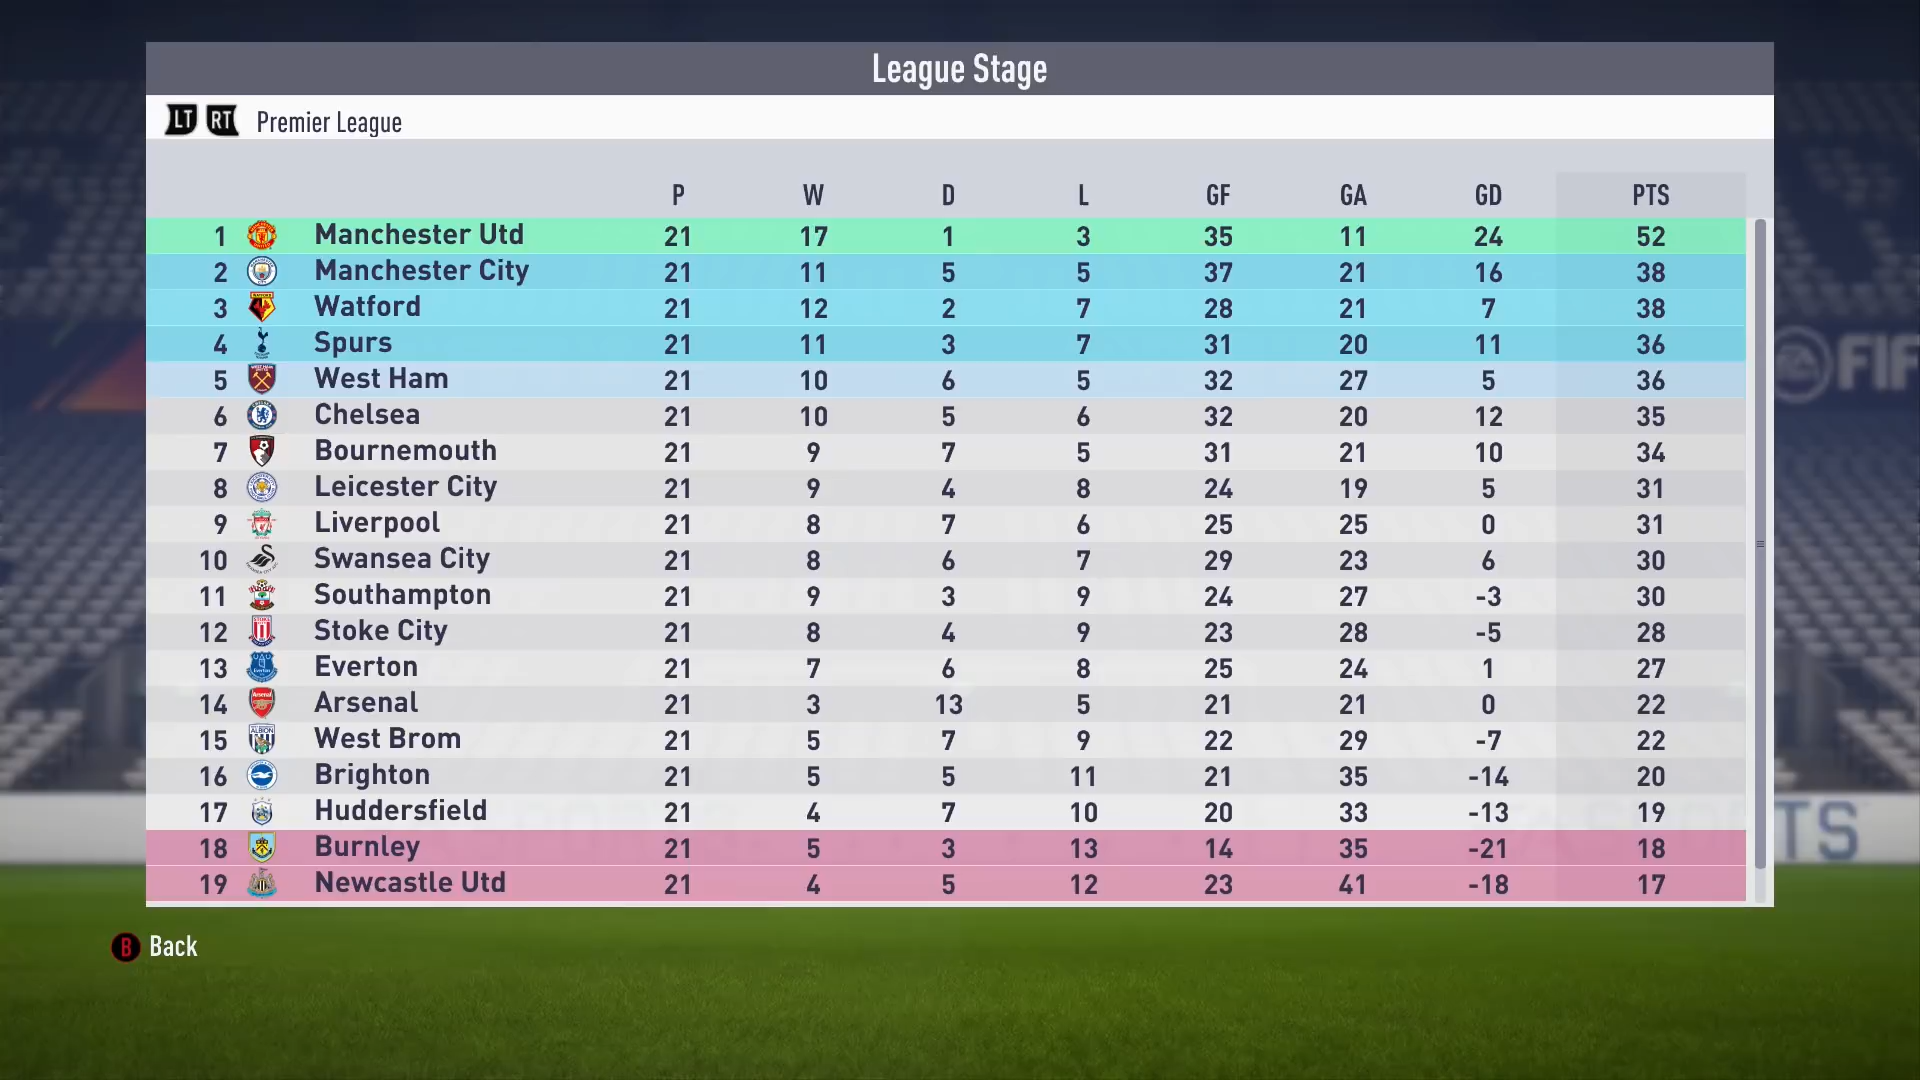 League Stage
LT RT Premier League
P W D L GF GA GD PTS
1 Manchester Utd 21 17 1 3 35 11 24 52
2 Manchester City 21 11 5 5 37 21 16 38
3 Watford 21 12 2 7 28 21 7 38
4 Spurs 21 11 3 7 31 20 11 36
5 West Ham 21 10 6 5 32 27 5 36
6 Chelsea 21 10 5 6 32 20 12 35
7 Bournemouth 21 9 7 5 31 21 10 34
8 Leicester City 21 9 4 8 24 19 5 31
9 Liverpool 21 8 7 6 25 25 0 31
10 Swansea City 21 8 6 7 29 23 6 30
11 Southampton 21 9 3 9 24 27 -3 30
12 Stoke City 21 8 4 9 23 28 -5 28
13 Everton 21 7 6 8 25 24 1 27
14 Arsenal 21 3 13 5 21 21 0 22
15 West Brom 21 5 7 9 22 29 -7 22
16 Brighton 21 5 5 11 21 35 -14 20
17 Huddersfield 21 4 7 10 20 33 -13 19
18 Burnley 21 5 3 13 14 35 -21 18
19 Newcastle Utd 21 4 5 12 23 41 -18 17
B Back
EA FIF
TS